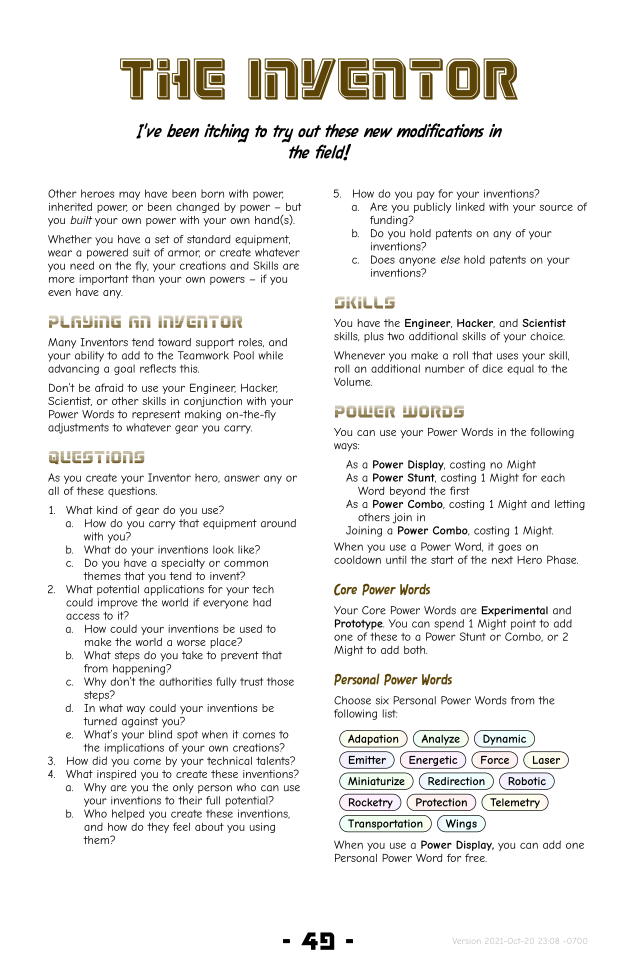 THE INVENTOR
I've been itching to try out these new modifications in
the field!
Other heroes may have been born with power,
inherited power, or been changed by power – but
you built your own power with your own hand(s).
Whether you have a set of standard equipment,
wear a powered suit of armor, or create whatever
you need on the fly, your creations and Skills are
more important than your own powers – if you
even have any.
PLAYING AN INVENTOR
Many Inventors tend toward support roles, and
your ability to add to the Teamwork Pool while
advancing a goal reflects this.
Don't be afraid to use your Engineer, Hacker,
Scientist, or other skills in conjunction with your
Power Words to represent making on-the-fly
adjustments to whatever gear you carry.
QUESTIONS
As you create your Inventor hero, answer any or
all of these questions.
1. What kind of gear do you use?
a. How do you carry that equipment around
with you?
b. What do your inventions look like?
c. Do you have a specialty or common
themes that you tend to invent?
2. What potential applications for your tech
could improve the world if everyone had
access to it?
a. How could your inventions be used to
make the world a worse place?
b. What steps do you take to prevent that
from happening?
c. Why don't the authorities fully trust those
steps?
d. In what way could your inventions be
turned against you?
e. What's your blind spot when it comes to
the implications of your own creations?
3. How did you come by your technical talents?
4. What inspired you to create these inventions?
a. Why are you the only person who can use
your inventions to their full potential?
b. Who helped you create these inventions,
and how do they feel about you using
them?
5. How do you pay for your inventions?
a. Are you publicly linked with your source of
funding?
b. Do you hold patents on any of your
inventions?
c. Does anyone else hold patents on your
inventions?
SKILLS
You have the Engineer, Hacker, and Scientist
skills, plus two additional skills of your choice.
Whenever you make a roll that uses your skill,
roll an additional number of dice equal to the
Volume.
POWER WORDS
You can use your Power Words in the following
ways:
As a Power Display, costing no Might
As a Power Stunt, costing 1 Might for each
Word beyond the first
As a Power Combo, costing 1 Might and letting
others join in
Joining a Power Combo, costing 1 Might.
When you use a Power Word, it goes on
cooldown until the start of the next Hero Phase.
Core Power Words
Your Core Power Words are Experimental and
Prototype. You can spend 1 Might point to add
one of these to a Power Stunt or Combo, or 2
Might to add both.
Personal Power Words
Choose six Personal Power Words from the
following list:
Adapation Analyze Dynamic
Emitter Energetic Force Laser
Miniaturize Redirection Robotic
Rocketry Protection Telemetry
Transportation Wings
When you use a Power Display, you can add one
Personal Power Word for free.
- 49 -
Version 2021-Oct-20 23:08 -0700